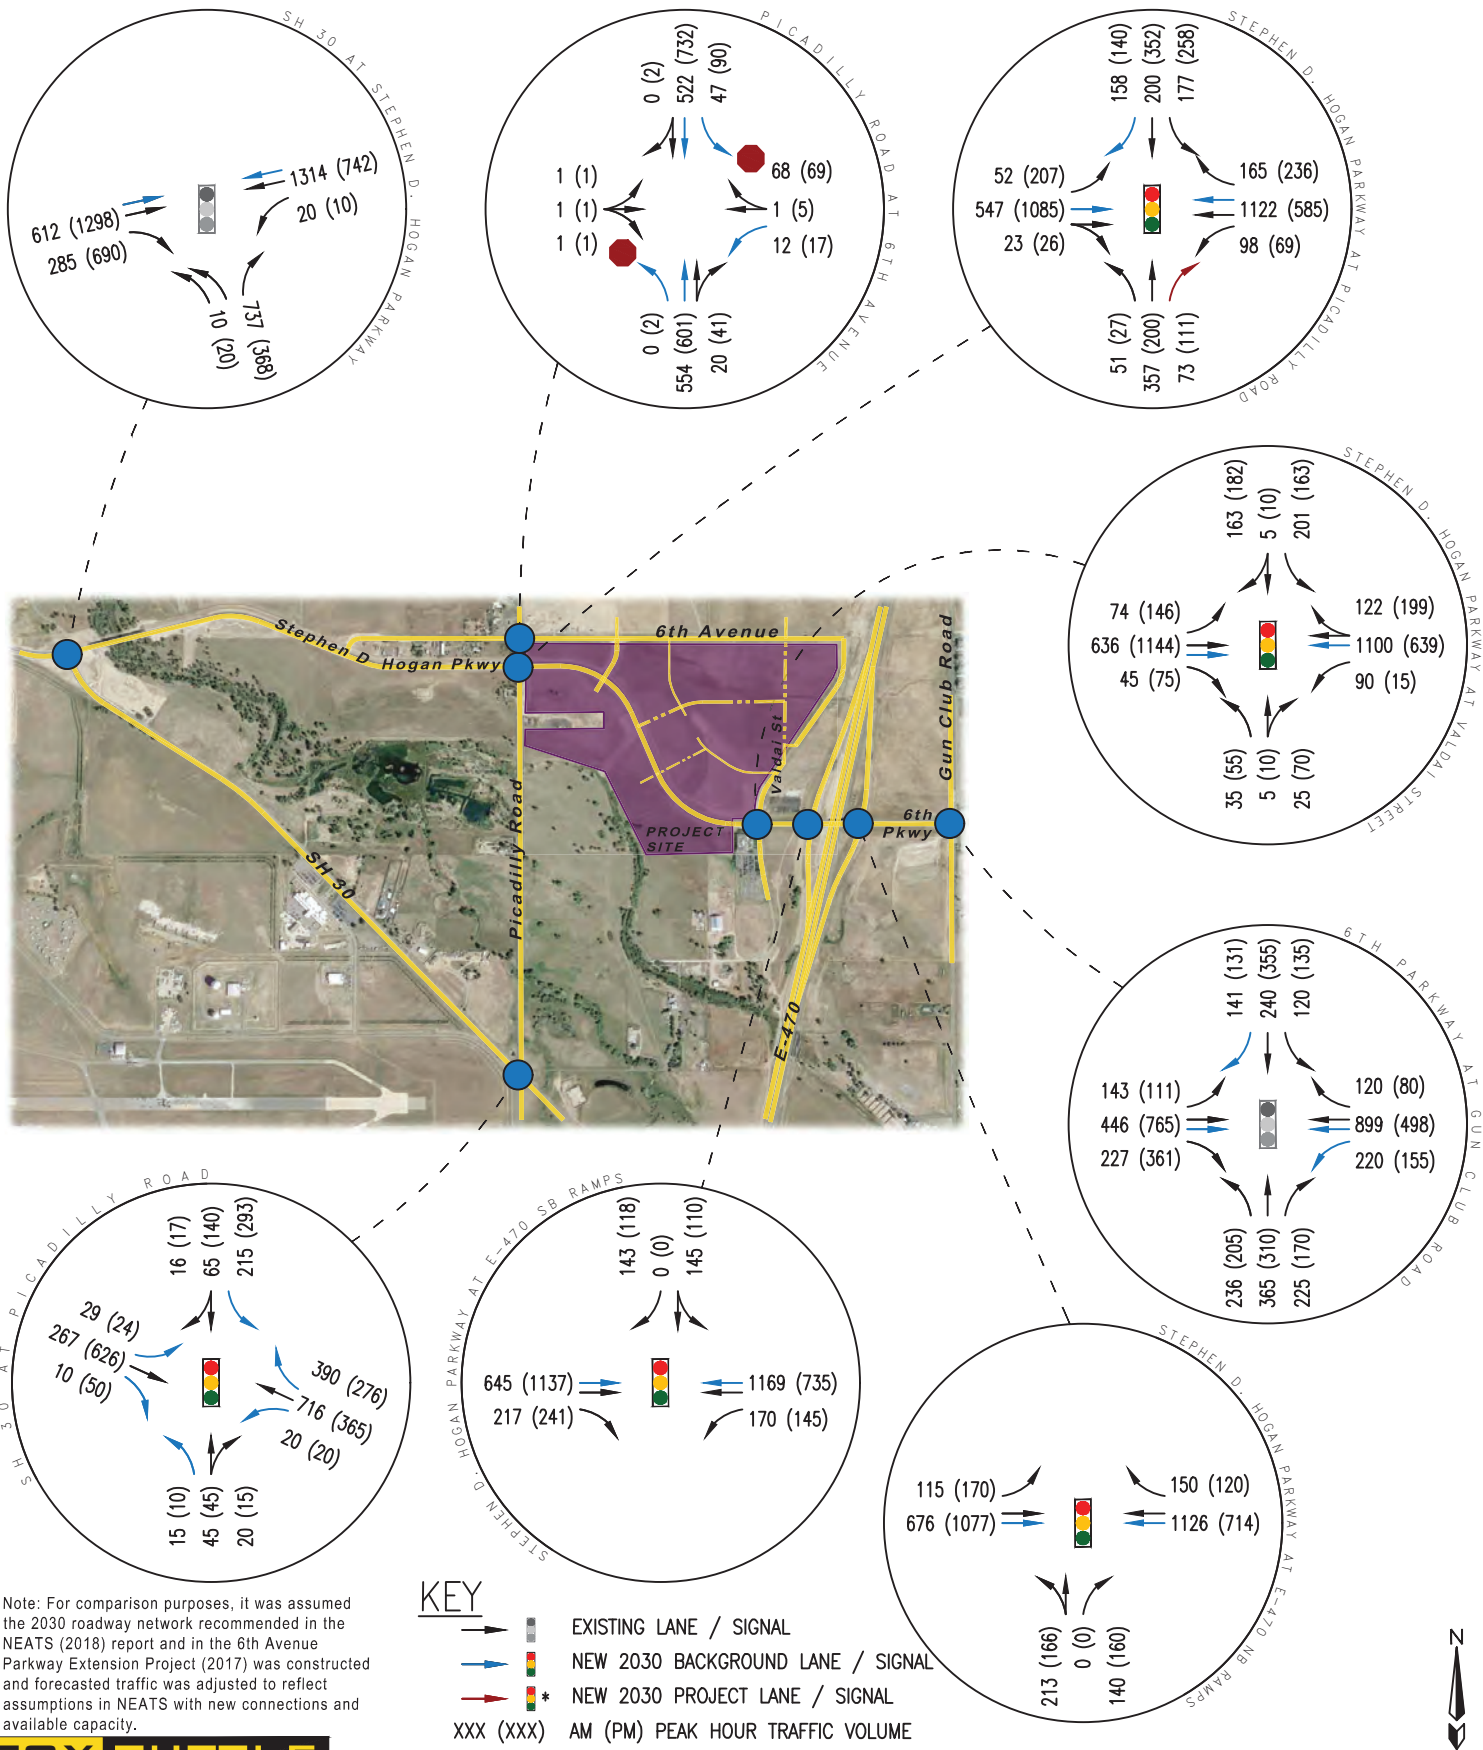 SH 30 AT STEPHEN D. HOGAN PARKWAY
1314 (742)
20 (10)
612 (1298)
285 (690)
10 (20)
737 (368)
PICADILLY ROAD AT 6TH AVENUE
0 (2)
522 (732)
47 (90)
1 (1)
1 (1)
1 (1)
68 (69)
1 (5)
12 (17)
0 (2)
554 (601)
20 (41)
STEPHEN D. HOGAN PARKWAY AT PICADILLY ROAD
158 (140)
200 (352)
177 (258)
52 (207)
547 (1085)
23 (26)
165 (236)
1122 (585)
98 (69)
51 (27)
357 (200)
73 (111)
STEPHEN D. HOGAN PARKWAY AT VALDAI STREET
163 (182)
5 (10)
201 (163)
74 (146)
636 (1144)
45 (75)
122 (199)
1100 (639)
90 (15)
35 (55)
5 (10)
25 (70)
Stephen D. Hogan Pkwy
6th Avenue
Gun Club Road
Valdai St
Picadilly Road
PROJECT
SITE
6th
Pkwy
SH 30
E-470
6TH PARKWAY AT GUN CLUB ROAD
141 (131)
240 (355)
120 (135)
143 (111)
446 (765)
227 (361)
120 (80)
899 (498)
220 (155)
236 (205)
365 (310)
225 (170)
SH 30 AT PICADILLY ROAD
16 (17)
65 (140)
215 (293)
29 (24)
267 (626)
10 (50)
390 (276)
716 (365)
20 (20)
15 (10)
45 (45)
20 (15)
STEPHEN D. HOGAN PARKWAY AT E-470 SB RAMPS
143 (118)
0 (0)
145 (110)
645 (1137)
217 (241)
1169 (735)
170 (145)
STEPHEN D. HOGAN PARKWAY AT E-470 NB RAMPS
115 (170)
676 (1077)
150 (120)
1126 (714)
213 (166)
0 (0)
140 (160)
Note: For comparison purposes, it was assumed
the 2030 roadway network recommended in the
NEATS (2018) report and in the 6th Avenue
Parkway Extension Project (2017) was constructed
and forecasted traffic was adjusted to reflect
assumptions in NEATS with new connections and
available capacity.
KEY
EXISTING LANE / SIGNAL
NEW 2030 BACKGROUND LANE / SIGNAL
* NEW 2030 PROJECT LANE / SIGNAL
XXX (XXX) AM (PM) PEAK HOUR TRAFFIC VOLUME
N